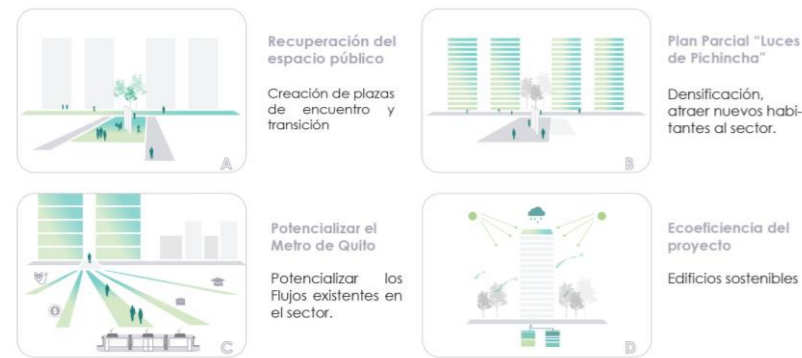 Recuperación del
espacio público
Creación de plazas
de encuentro y
transición
A
Plan Parcial "Luces
de Pichincha"
Densificación,
atraer nuevos habi-
tantes al sector.
B
Potencializar el
Metro de Quito
Potencializar los
Flujos existentes en
el sector.
$
C
Ecoeficiencia del
proyecto
Edificios sostenibles
D